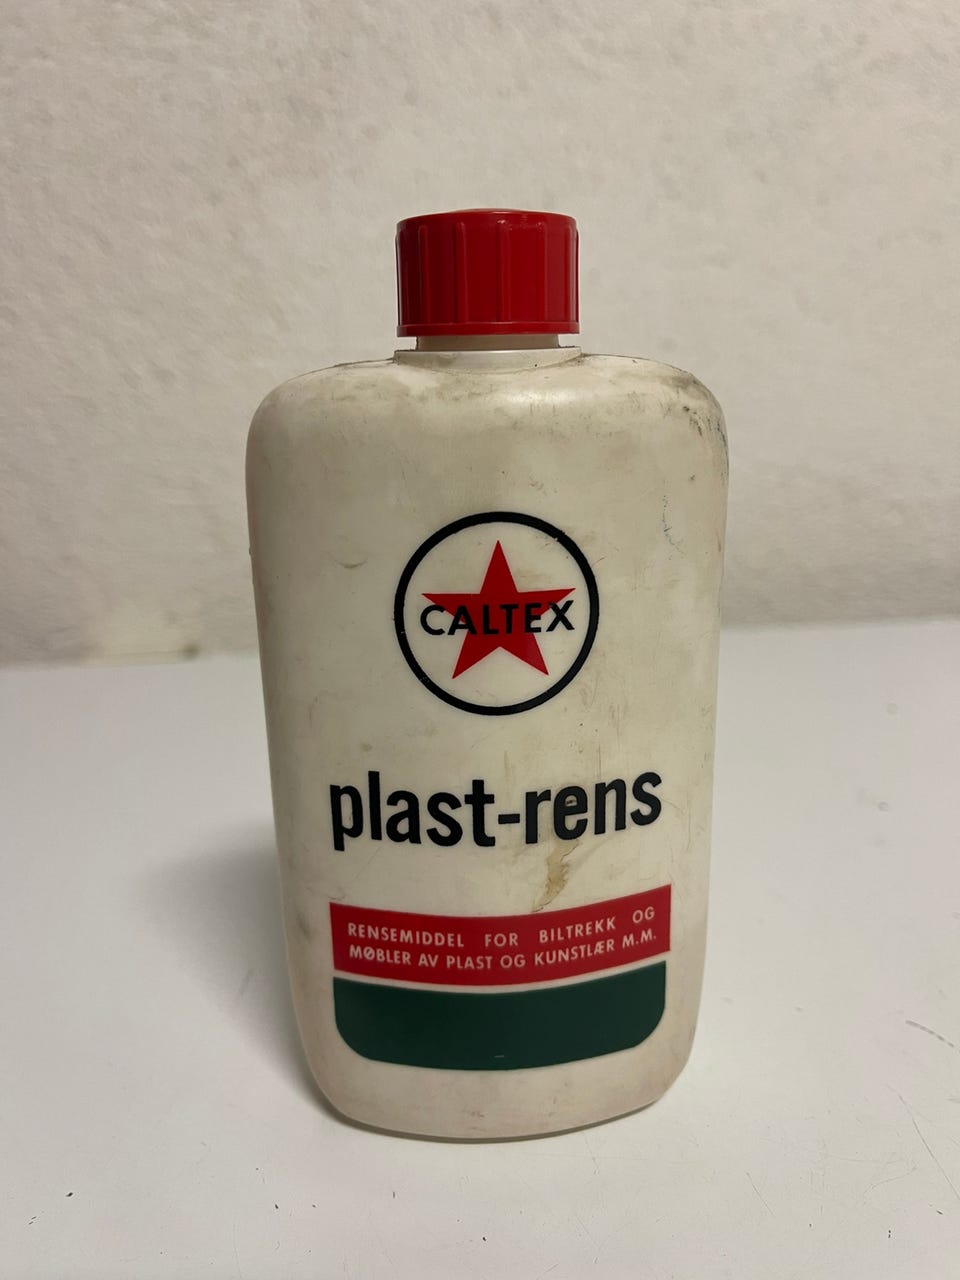 CALTEX
plast-rens
RENSEMIDDEL FOR BILTREKK OG
MØBLER AV PLAST OG KUNSTLÆR M.M.